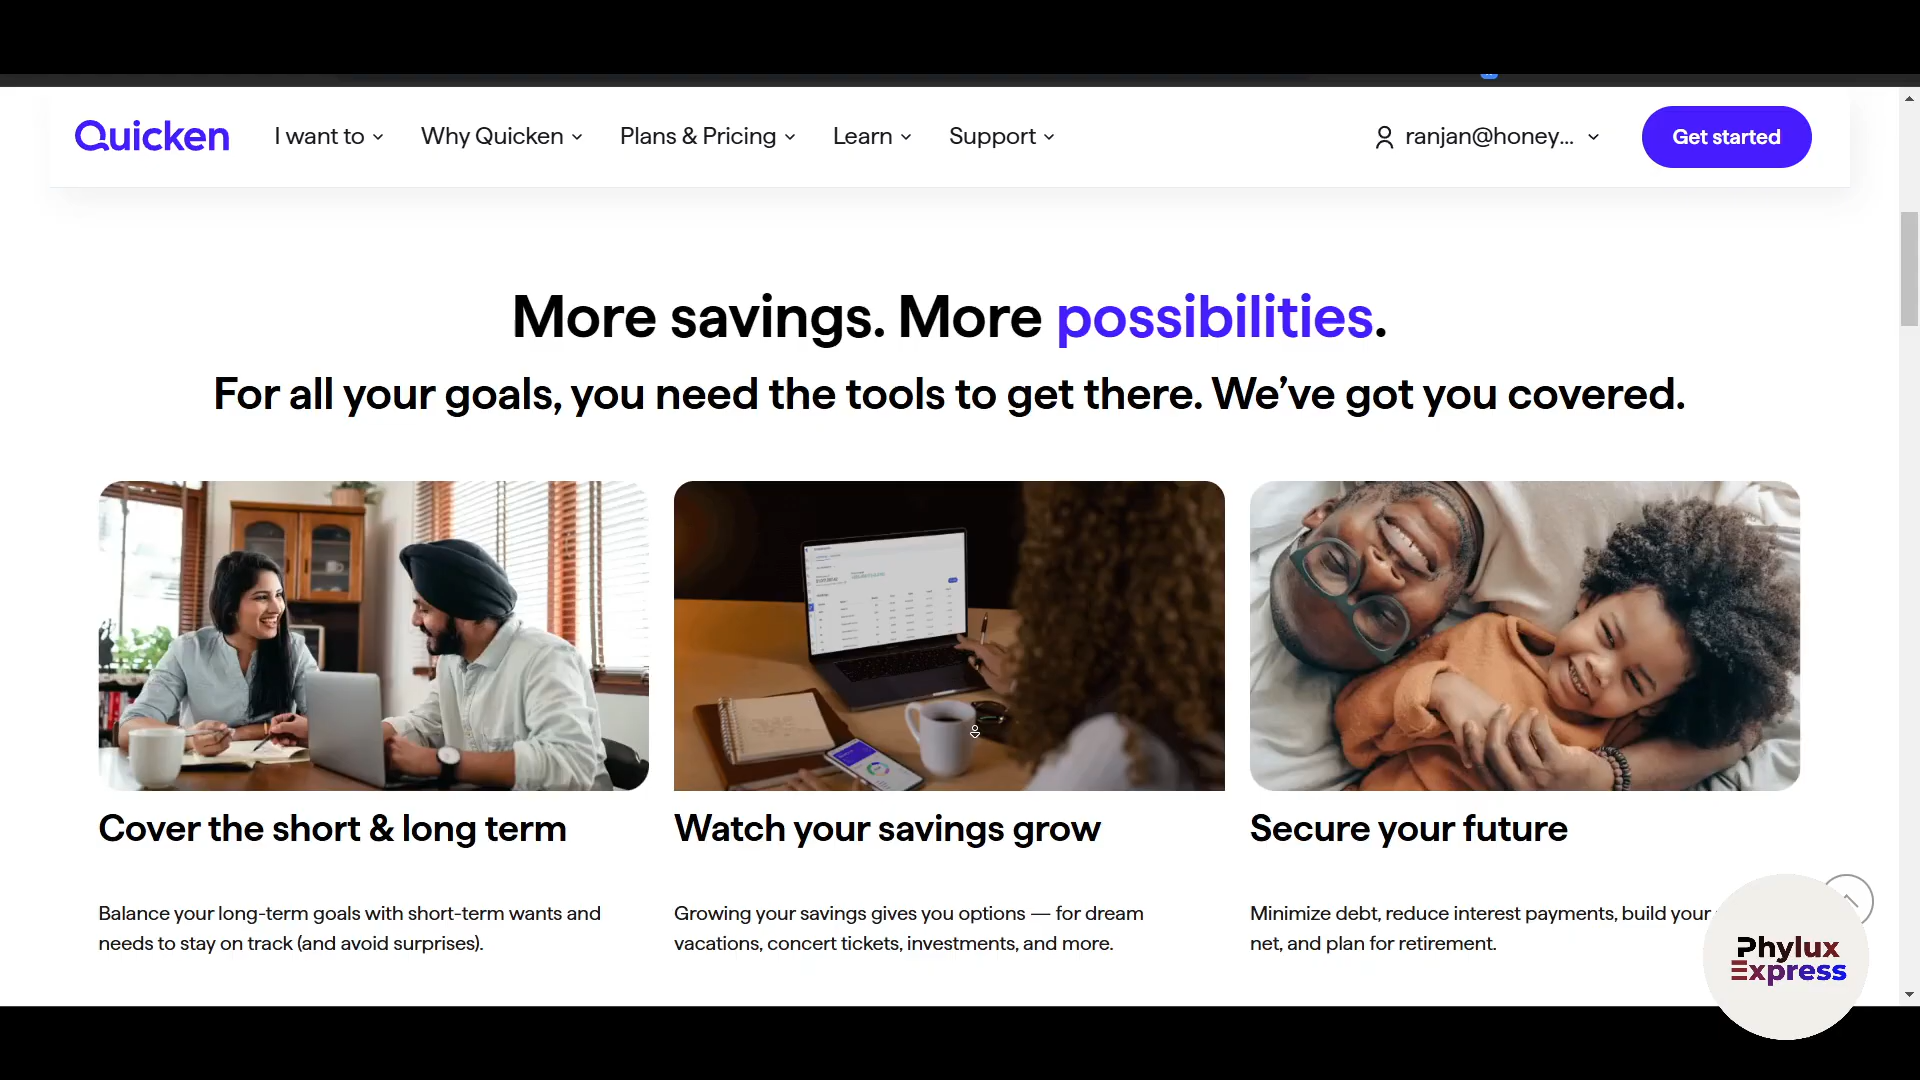 Quicken
I want to
Why Quicken
Plans & Pricing
Learn
Support
ranjan@honey...
Get started
More savings. More possibilities.
For all your goals, you need the tools to get there. We've got you covered.
Cover the short & long term
Balance your long-term goals with short-term wants and
needs to stay on track (and avoid surprises).
Watch your savings grow
Growing your savings gives you options — for dream
vacations, concert tickets, investments, and more.
Secure your future
Minimize debt, reduce interest payments, build your
net, and plan for retirement.
Phylux
Express